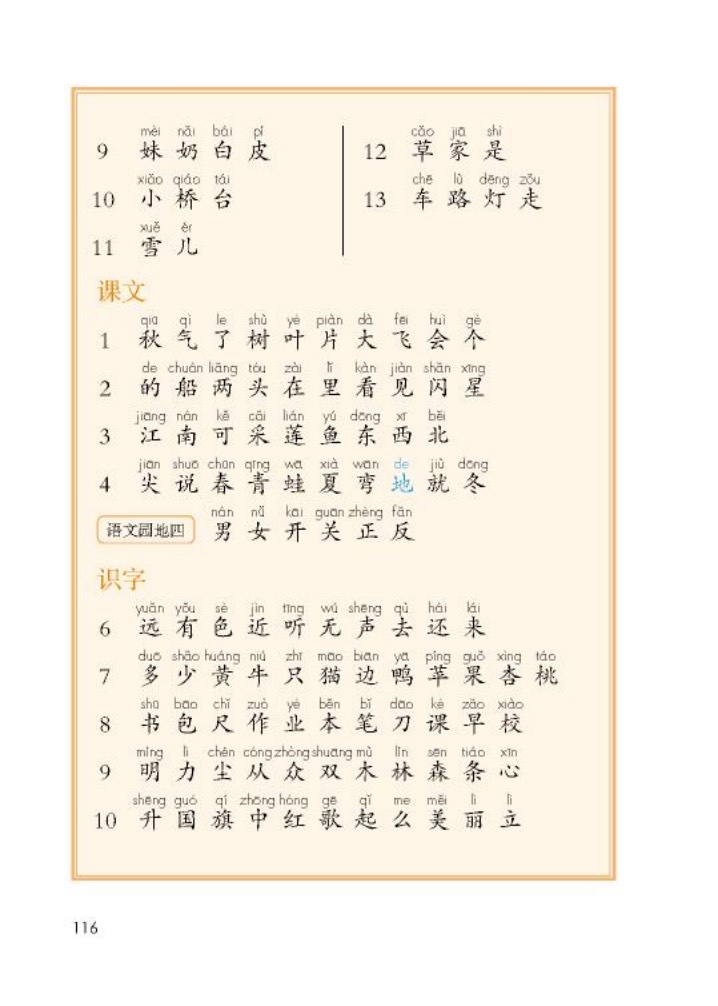 mèi nǎi bái pí
9 妹 奶 白 皮
xiǎo qiáo tái
10 小 桥 台
xuě ér
11 雪 儿
cǎo jiā shì
12 草 家 是
chē lù dēng zǒu
13 车 路 灯 走
课文
qiū qì le shù yè piàn dà fēi huì gè
1 秋 气 了 树 叶 片 大 飞 会 个
de chuán liǎng tóu zài lǐ kàn jiàn shǎn xīng
2 的 船 两 头 在 里 看 见 闪 星
jiāng nán kě cǎi lián yú dōng xī běi
3 江 南 可 采 莲 鱼 东 西 北
jiān shuō chūn qīng wā xià wān de jiù dōng
4 尖 说 春 青 蛙 夏 弯 地 就 冬
nán nǚ kāi guān zhèng fǎn
语文园地四 男 女 开 关 正 反
识字
yuǎn yǒu sè jìn tīng wú shēng qù hái lái
6 远 有 色 近 听 无 声 去 还 来
duō shǎo huáng niú zhī māo biān yā píng guǒ xìng táo
7 多 少 黄 牛 只 猫 边 鸭 苹 果 杏 桃
shū bāo chǐ zuò yè běn bǐ dāo kè zǎo xiào
8 书 包 尺 作 业 本 笔 刀 课 早 校
míng lì chén cóng zhòng shuāng mù lín sēn tiáo xīn
9 明 力 尘 从 众 双 木 林 森 条 心
shēng guó qí zhōng hóng gē qǐ me měi lì lì
10 升 国 旗 中 红 歌 起 么 美 丽 立
116